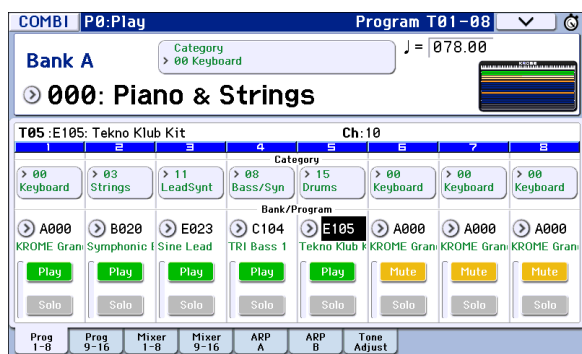 COMBI P0:Play Program T01-08
Bank A
Category
> 00 Keyboard
♩= 078.00
KROME
000: Piano & Strings
T05 :E105: Tekno Klub Kit Ch:10
1 2 3 4 5 6 7 8
Category
> 00 Keyboard > 03 Strings > 11 LeadSynt > 08 Bass/Syn > 15 Drums > 00 Keyboard > 00 Keyboard > 00 Keyboard
Bank/Program
A000 B020 E023 C104 E105 A000 A000 A000
KROME Gran Symphonic E Sine Lead TRI Bass 1 Tekno Klub K KROME Gran KROME Gran KROME Gran
Play Play Play Play Play Mute Mute Mute
Solo Solo Solo Solo Solo Solo Solo Solo
Prog 1-8 Prog 9-16 Mixer 1-8 Mixer 9-16 ARP A ARP B Tone Adjust